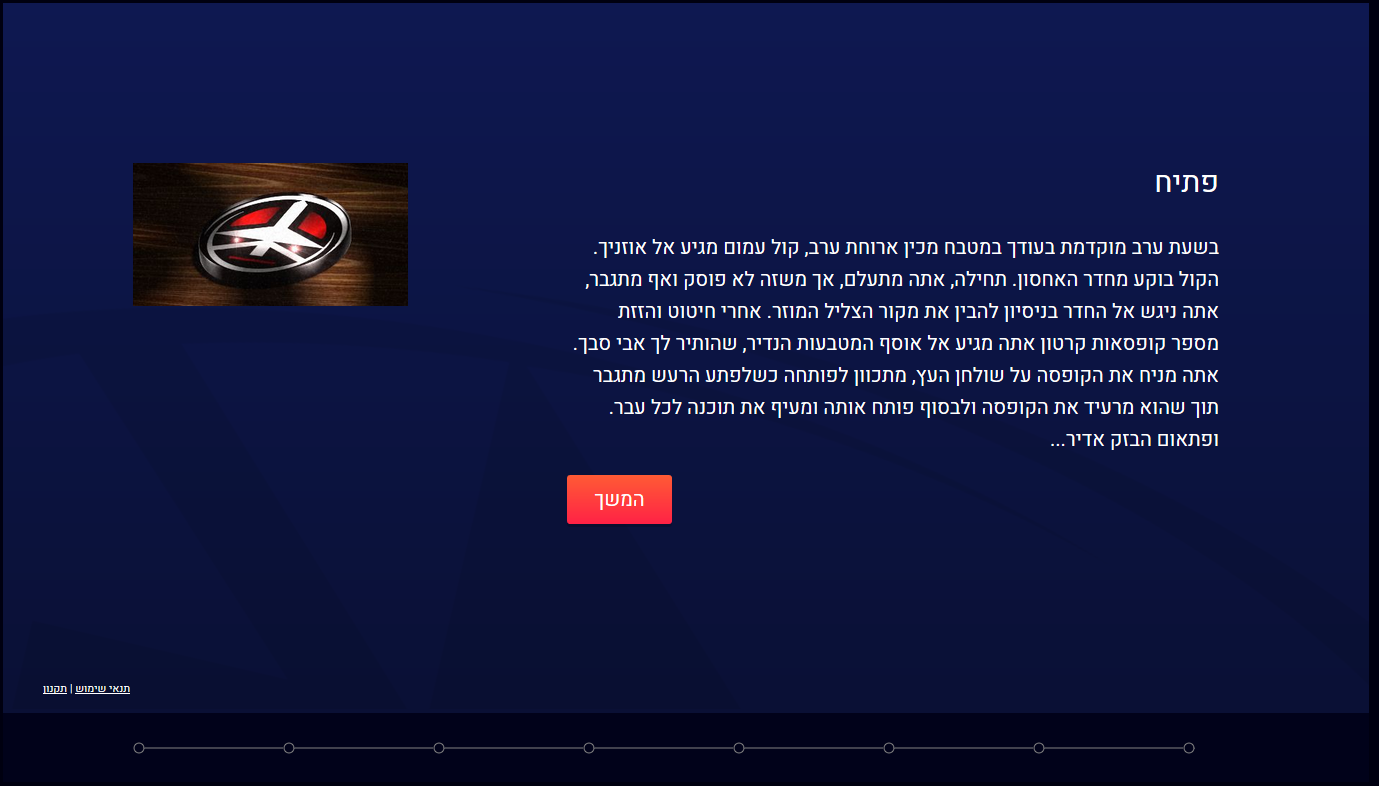 פתיח
בשעת ערב מוקדמת בעודך במטבח מכין ארוחת ערב, קול עמום מגיע אל אוזניך.
הקול בוקע מחדר האחסון. תחילה, אתה מתעלם, אך משזה לא פוסק ואף מתגבר,
אתה ניגש אל החדר בניסיון להבין את מקור הצליל המוזר. אחרי חיטוט והזזת
מספר קופסאות קרטון אתה מגיע אל אוסף המטבעות הנדיר, שהותיר לך אבי סבך.
אתה מניח את הקופסה על שולחן העץ, מתכוון לפותחה כשלפתע הרעש מתגבר
תוך שהוא מרעיד את הקופסה ולבסוף פותח אותה ומעיף את תוכנה לכל עבר.
ופתאום הבזק אדיר...
המשך
תנאי שימוש | תקנון